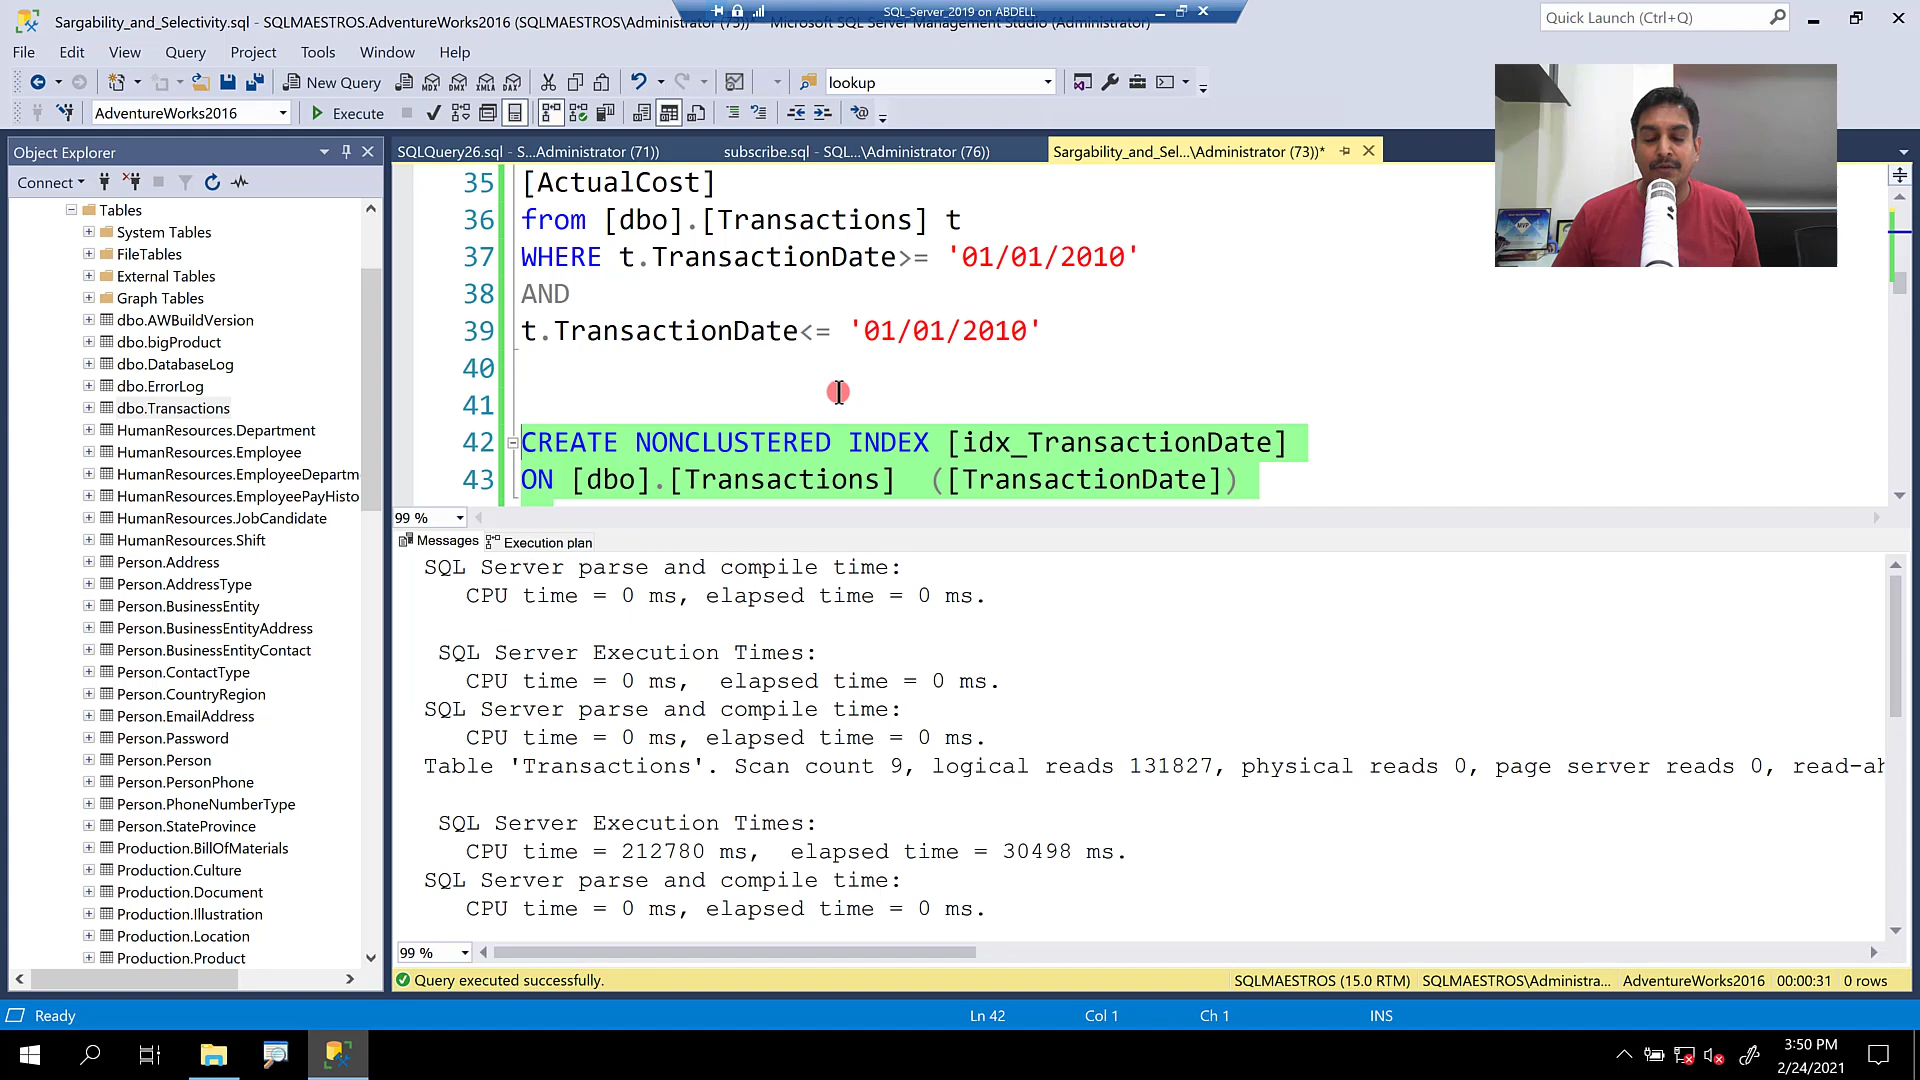 Sargability_and_Selectivity.sql - SQLMAESTROS.AdventureWorks2016 (SQLMAESTROS\Administrator (73))* - Microsoft SQL Server Management Studio (Administrator)
SQL_Server_2019 on ABDELL
Quick Launch (Ctrl+Q)
File Edit View Query Project Tools Window Help
New Query
MDX DMX XMLA DAX
lookup
AdventureWorks2016
Execute
Object Explorer
SQLQuery26.sql - S...Administrator (71))
subscribe.sql - SQL...\Administrator (76))
Sargability_and_Sel...\Administrator (73))*
Connect
Tables
System Tables
FileTables
External Tables
Graph Tables
dbo.AWBuildVersion
dbo.bigProduct
dbo.DatabaseLog
dbo.ErrorLog
dbo.Transactions
HumanResources.Department
HumanResources.Employee
HumanResources.EmployeeDepartm
HumanResources.EmployeePayHisto
HumanResources.JobCandidate
HumanResources.Shift
Person.Address
Person.AddressType
Person.BusinessEntity
Person.BusinessEntityAddress
Person.BusinessEntityContact
Person.ContactType
Person.CountryRegion
Person.EmailAddress
Person.Password
Person.Person
Person.PersonPhone
Person.PhoneNumberType
Person.StateProvince
Production.BillOfMaterials
Production.Culture
Production.Document
Production.Illustration
Production.Location
Production.Product
35 [ActualCost]
36 from [dbo].[Transactions] t
37 WHERE t.TransactionDate>= '01/01/2010'
38 AND
39 t.TransactionDate<= '01/01/2010'
40
41
42 CREATE NONCLUSTERED INDEX [idx_TransactionDate]
43 ON [dbo].[Transactions] ([TransactionDate])
99 %
Messages Execution plan
SQL Server parse and compile time:
CPU time = 0 ms, elapsed time = 0 ms.
SQL Server Execution Times:
CPU time = 0 ms, elapsed time = 0 ms.
SQL Server parse and compile time:
CPU time = 0 ms, elapsed time = 0 ms.
Table 'Transactions'. Scan count 9, logical reads 131827, physical reads 0, page server reads 0, read-ah
SQL Server Execution Times:
CPU time = 212780 ms, elapsed time = 30498 ms.
SQL Server parse and compile time:
CPU time = 0 ms, elapsed time = 0 ms.
99 %
Query executed successfully.
SQLMAESTROS (15.0 RTM) SQLMAESTROS\Administra... AdventureWorks2016 00:00:31 0 rows
Ready
Ln 42 Col 1 Ch 1 INS
3:50 PM
2/24/2021